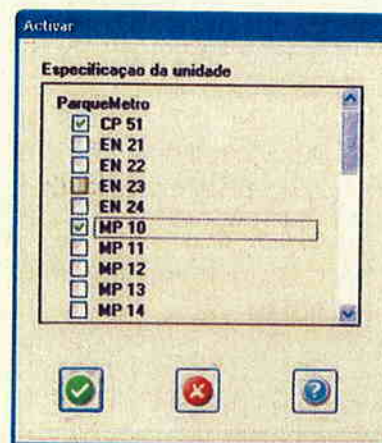 Activar
Especificaçao da unidade
ParqueMetro
CP 51
EN 21
EN 22
EN 23
EN 24
MP 10
MP 11
MP 12
MP 13
MP 14